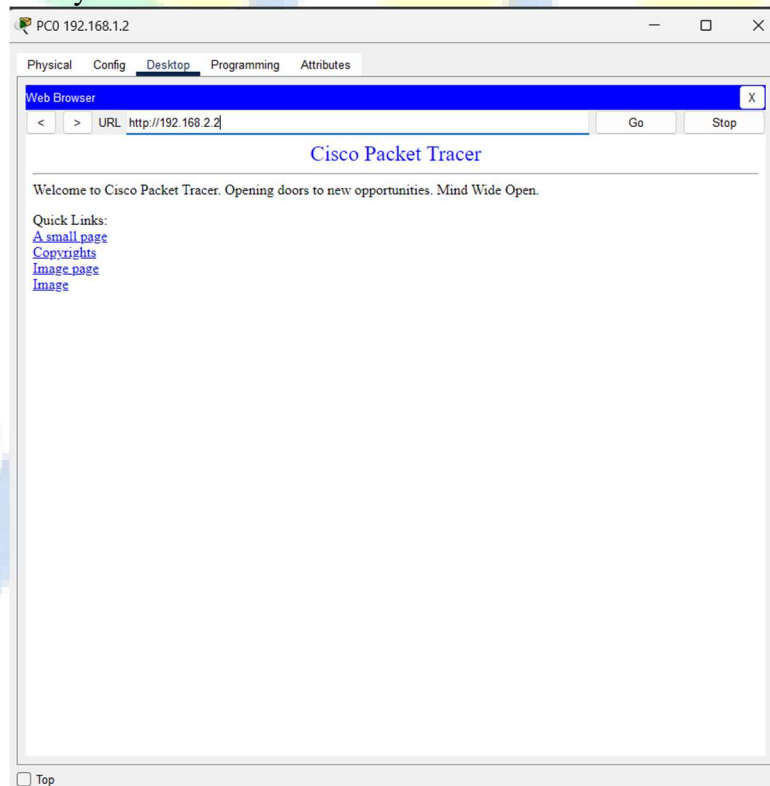 PC0 192.168.1.2
Physical Config Desktop Programming Attributes
Web Browser X
< > URL http://192.168.2.2 Go Stop
Cisco Packet Tracer
Welcome to Cisco Packet Tracer. Opening doors to new opportunities. Mind Wide Open.
Quick Links:
A small page
Copyrights
Image page
Image
Top